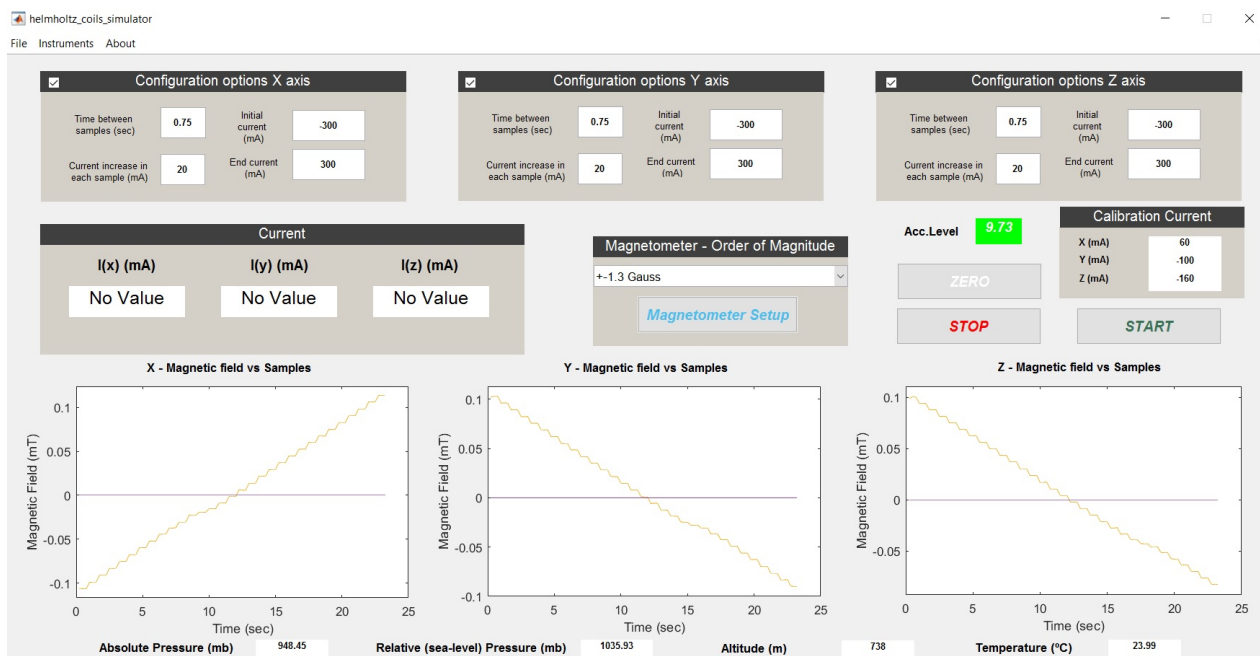 helmholtz_coils_simulator
File Instruments About
Configuration options X axis
Time between samples (sec)
0.75
Initial current (mA)
-300
Current increase in each sample (mA)
20
End current (mA)
300
Configuration options Y axis
Time between samples (sec)
0.75
Initial current (mA)
-300
Current increase in each sample (mA)
20
End current (mA)
300
Configuration options Z axis
Time between samples (sec)
0.75
Initial current (mA)
-300
Current increase in each sample (mA)
20
End current (mA)
300
Current
I(x) (mA) I(y) (mA) I(z) (mA)
No Value No Value No Value
Magnetometer - Order of Magnitude
+-1.3 Gauss
Magnetometer Setup
Acc.Level 9.73
ZERO
STOP
Calibration Current
X (mA) 60
Y (mA) -100
Z (mA) -160
START
X - Magnetic field vs Samples
Magnetic Field (mT)
0.1
0.05
0
-0.05
-0.1
0 5 10 15 20 25
Time (sec)
Y - Magnetic field vs Samples
Magnetic Field (mT)
0.1
0.05
0
-0.05
-0.1
0 5 10 15 20 25
Time (sec)
Z - Magnetic field vs Samples
Magnetic Field (mT)
0.1
0.05
0
-0.05
0 5 10 15 20 25
Time (sec)
Absolute Pressure (mb) 948.45 Relative (sea-level) Pressure (mb) 1035.93 Altitude (m) 738 Temperature (ºC) 23.99